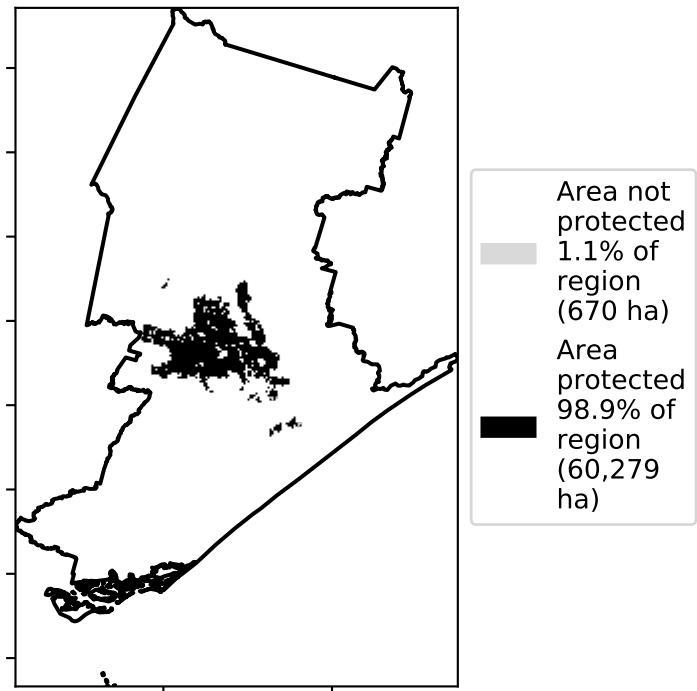 Area not
protected
1.1% of
region
(670 ha)
Area
protected
98.9% of
region
(60,279
ha)